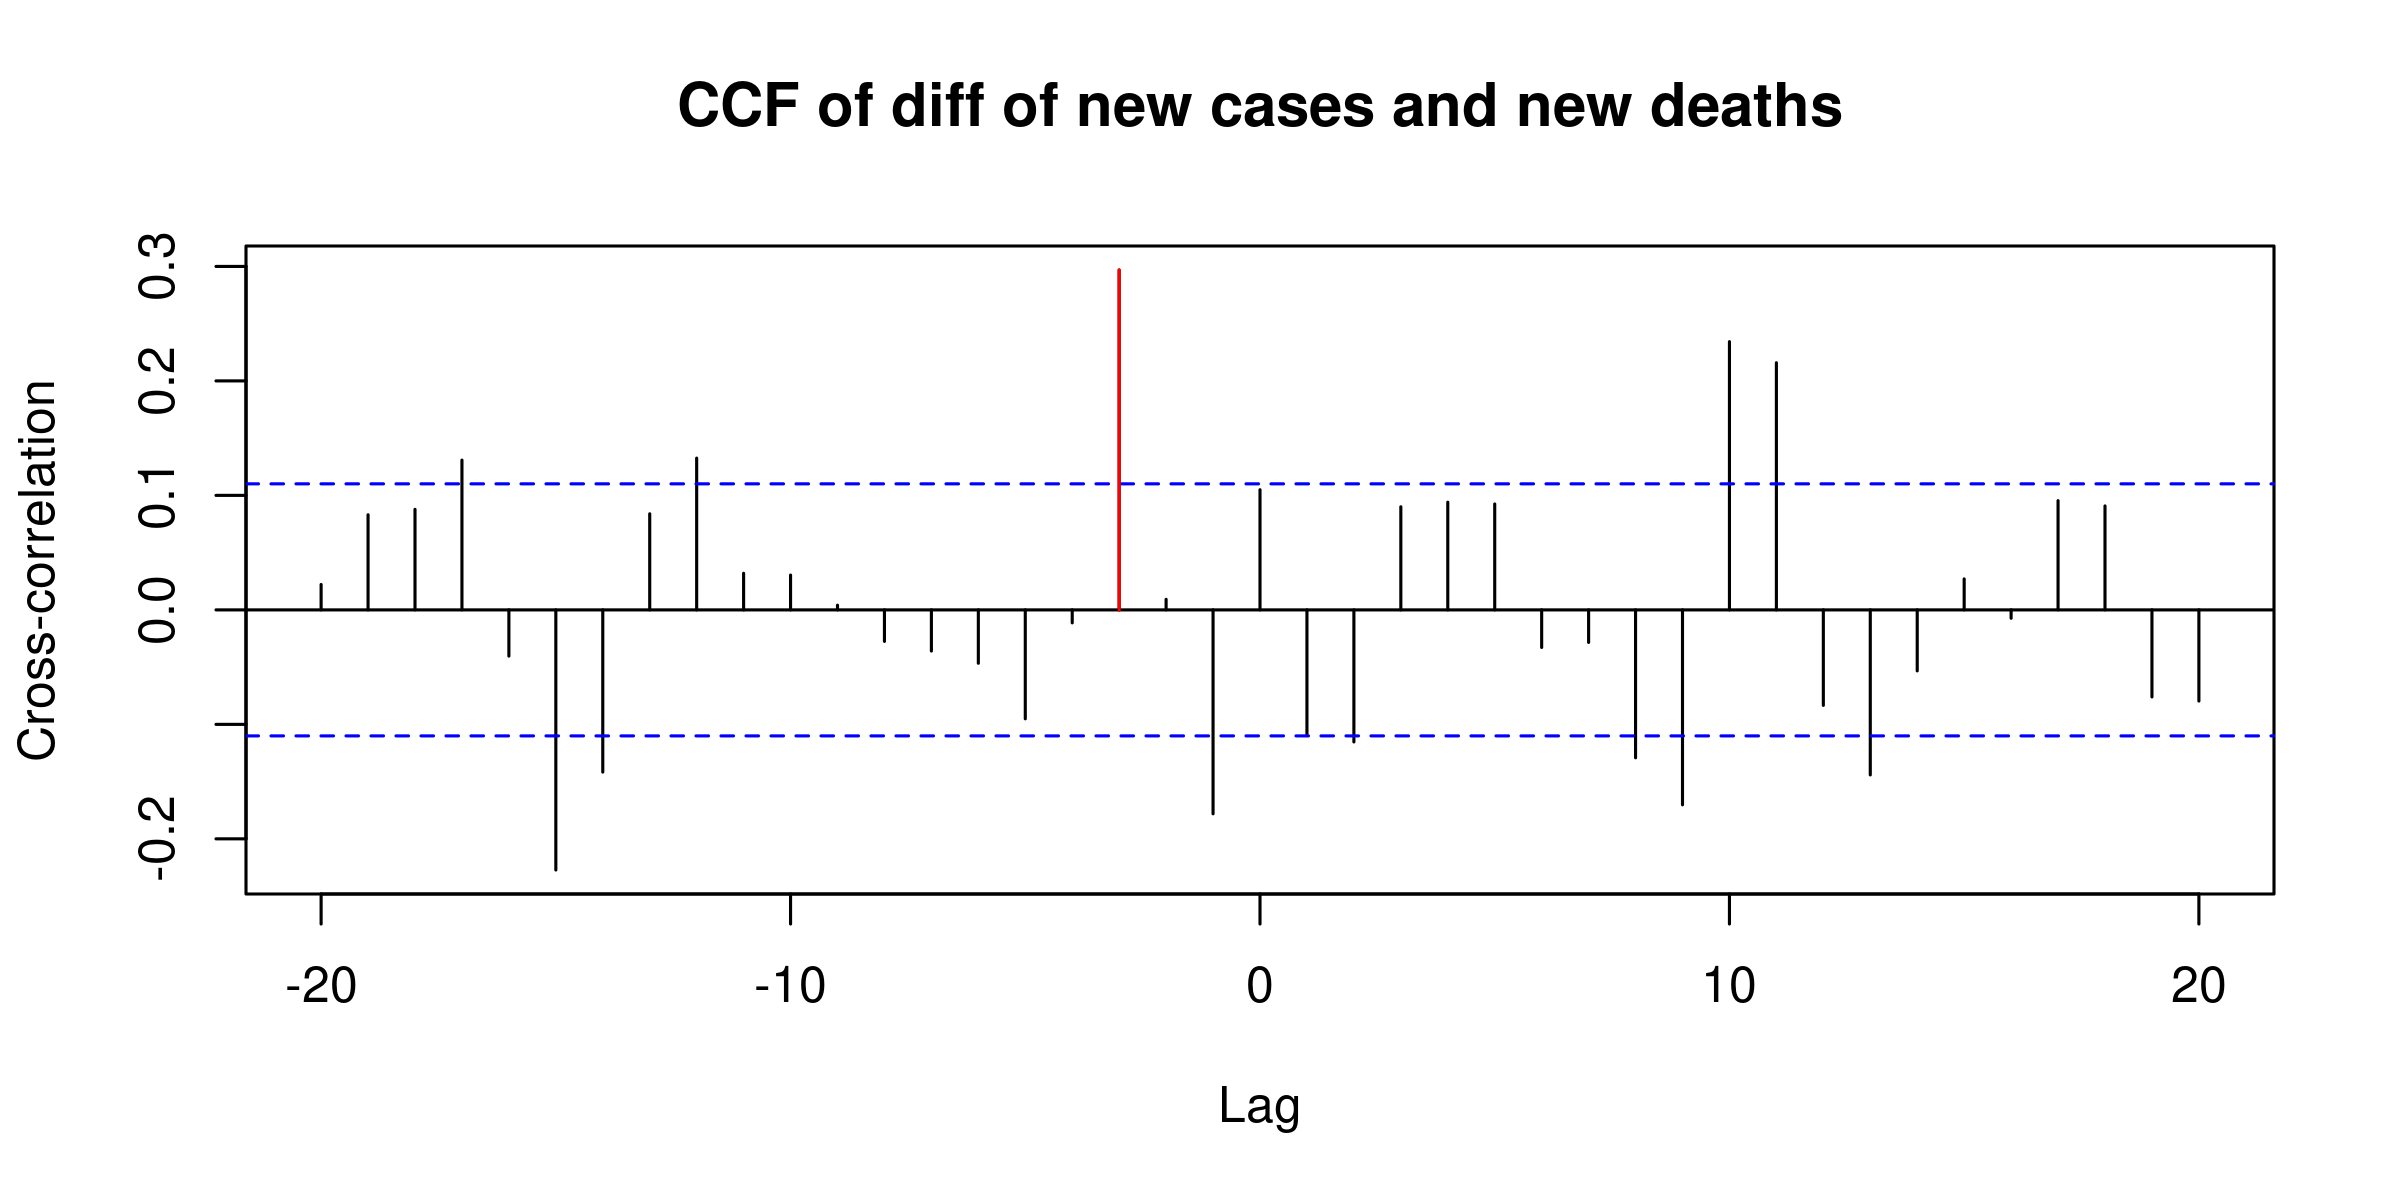 CCF of diff of new cases and new deaths
0.3
0.2
0.1
0.0
-0.2
Cross-correlation
-20 -10 0 10 20
Lag